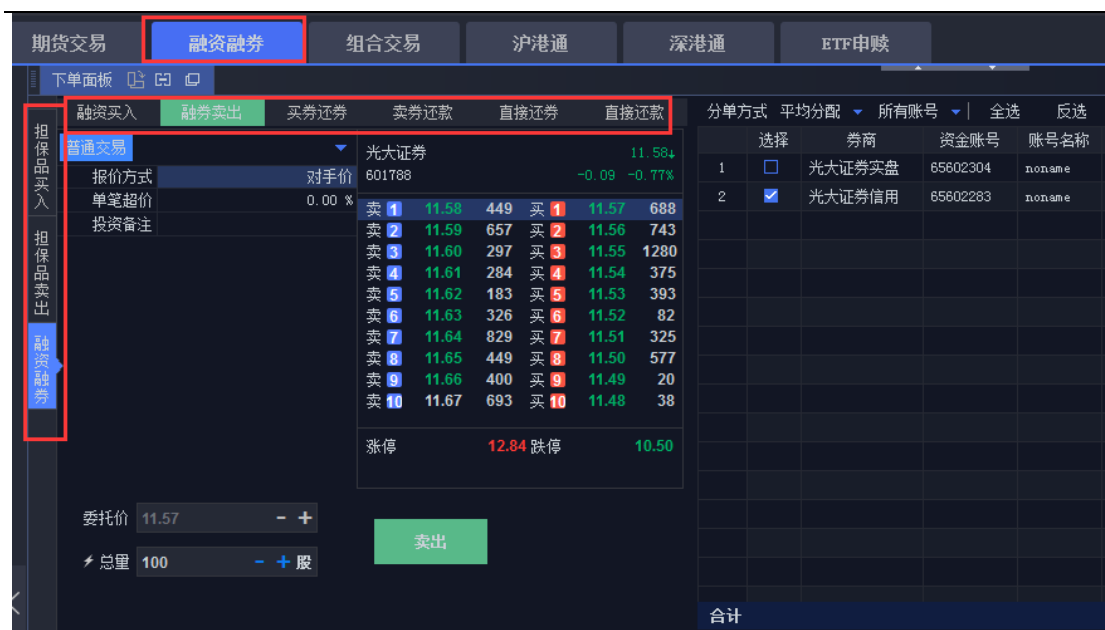 期货交易 融资融券 组合交易 沪港通 深港通 ETF申赎
下单面板
融资买入 融券卖出 买券还券 卖券还款 直接还券 直接还款
分单方式 平均分配 所有账号 全选 反选
担保品买入
担保品卖出
融资融券
普通交易
报价方式 对手价
单笔超价 0.00 %
投资备注
光大证券 11.58↓
601788 -0.09 -0.77%
卖 1 11.58 449 买 1 11.57 688
卖 2 11.59 657 买 2 11.56 743
卖 3 11.60 297 买 3 11.55 1280
卖 4 11.61 284 买 4 11.54 375
卖 5 11.62 183 买 5 11.53 393
卖 6 11.63 326 买 6 11.52 82
卖 7 11.64 829 买 7 11.51 325
卖 8 11.65 449 买 8 11.50 577
卖 9 11.66 400 买 9 11.49 20
卖 10 11.67 693 买 10 11.48 38
涨停 12.84 跌停 10.50
委托价 11.57 - +
总量 100 - + 股
卖出
选择 券商 资金账号 账号名称
1 光大证券实盘 65602304 noname
2 光大证券信用 65602283 noname
合计